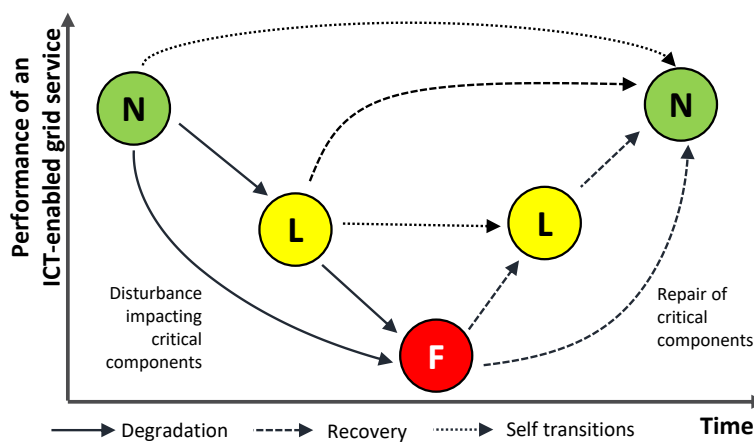 Performance of an
ICT-enabled grid service
N
N
L
L
F
Disturbance
impacting
critical
components
Repair of
critical
components
Time
Degradation
Recovery
Self transitions